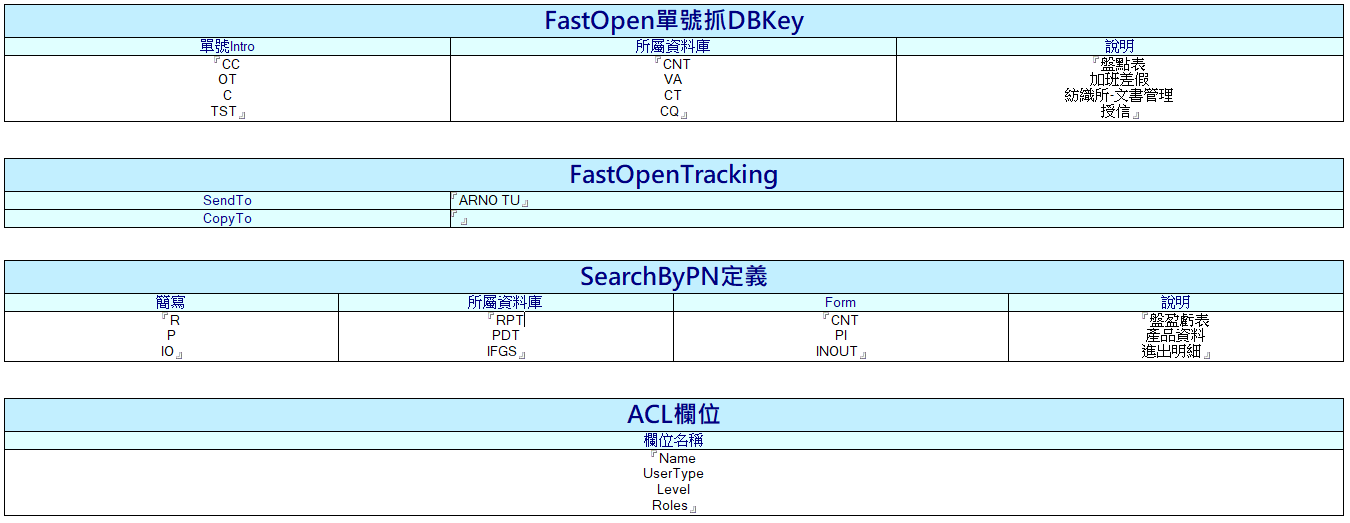 FastOpen單號抓DBKey
單號Intro 所屬資料庫 說明
『CC 『CNT 『盤點表
OT VA 加班差假
C CT 紡織所-文書管理
TST』 CQ』 授信』
FastOpenTracking
SendTo 『ARNO TU』
CopyTo 『 』
SearchByPN定義
簡寫 所屬資料庫 Form 說明
『R 『RPT 『CNT 『盤盈虧表
P PDT PI 產品資料
IO』 IFGS』 INOUT』 進出明細』
ACL欄位
欄位名稱
『Name
UserType
Level
Roles』